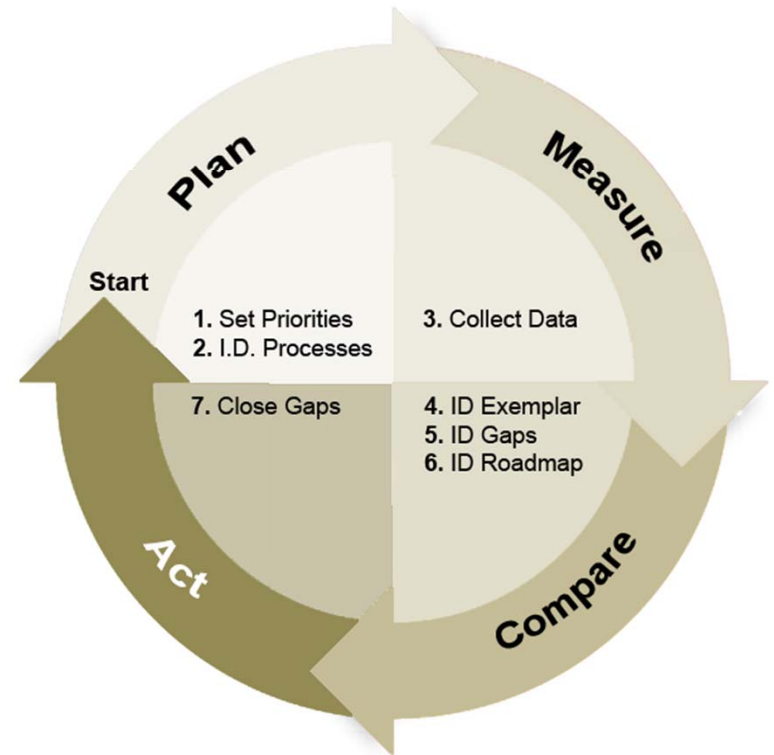 Plan
Measure
Start
1. Set Priorities
2. I.D. Processes
3. Collect Data
4. ID Exemplar
5. ID Gaps
6. ID Roadmap
Compare
7. Close Gaps
Act